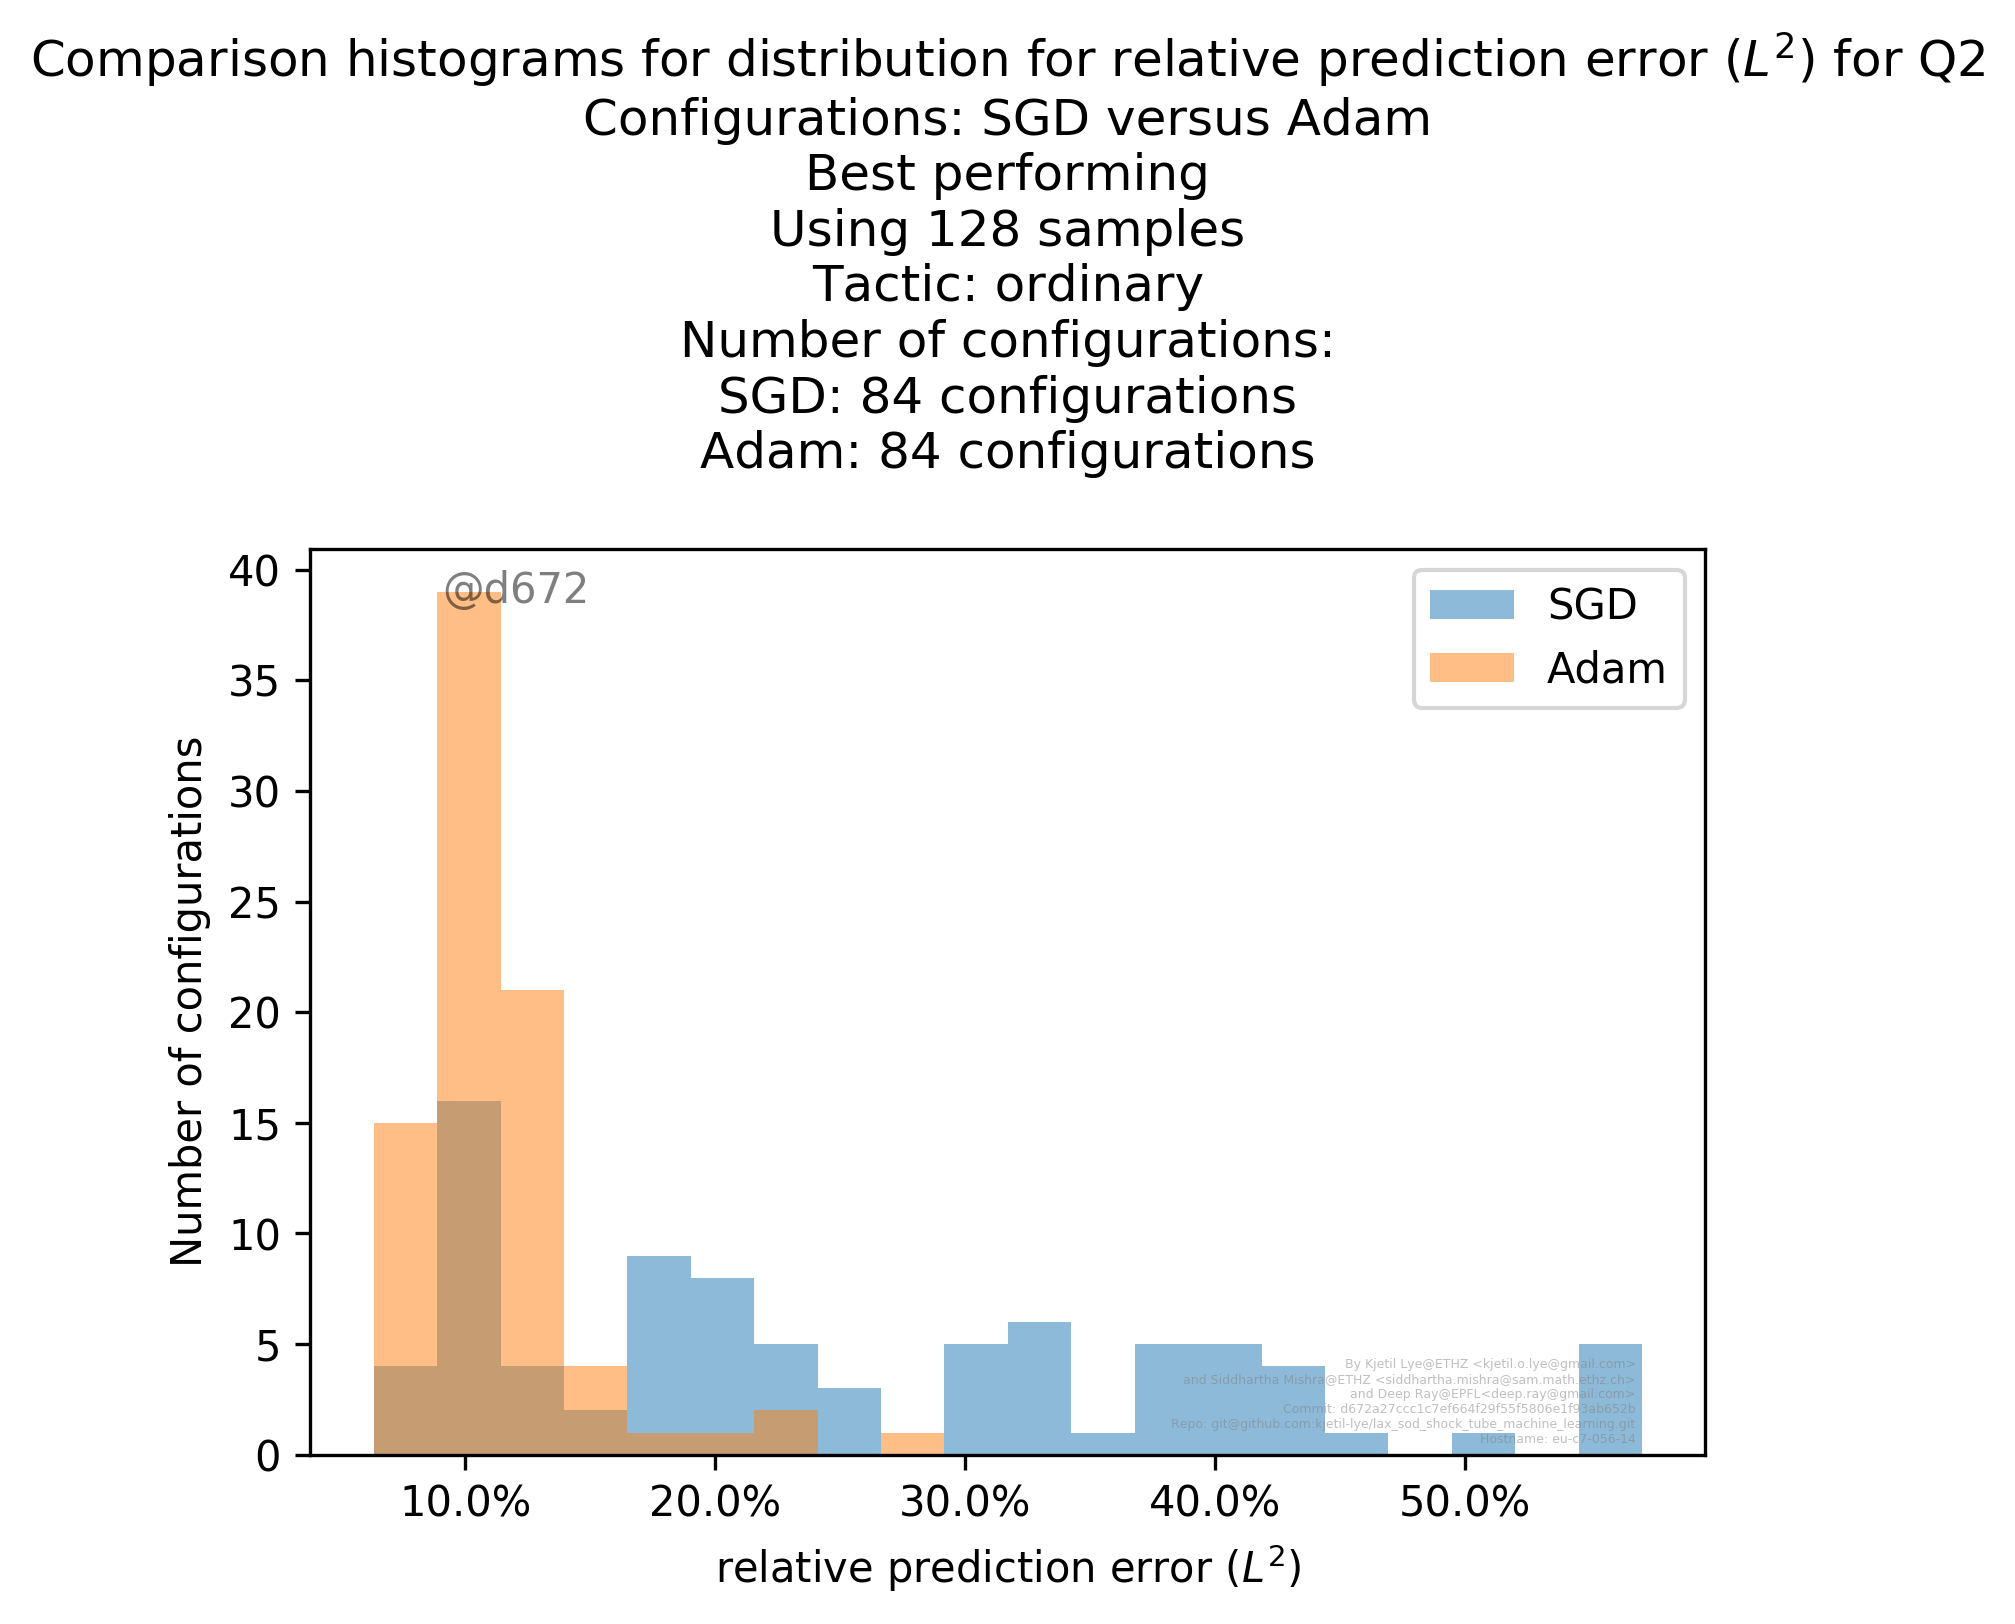 Comparison histograms for distribution for relative prediction error (L²) for Q2
Configurations: SGD versus Adam
Best performing
Using 128 samples
Tactic: ordinary
Number of configurations:
SGD: 84 configurations
Adam: 84 configurations
@d672
SGD
Adam
40
35
30
25
20
15
10
5
0
Number of configurations
By Kjetil Lye@ETHZ <kjetil.o.lye@gmail.com>
and Siddhartha Mishra@ETHZ <siddhartha.mishra@sam.math.ethz.ch>
and Deep Ray@EPFL<deep.ray@gmail.com>
Commit: d672a27ccc1c7ef664f29f55f5806e1f93ab652b
Repo: git@github.com:kjetil-lye/lax_sod_shock_tube_machine_learning.git
Hostname: eu-c7-056-14
10.0% 20.0% 30.0% 40.0% 50.0%
relative prediction error (L²)